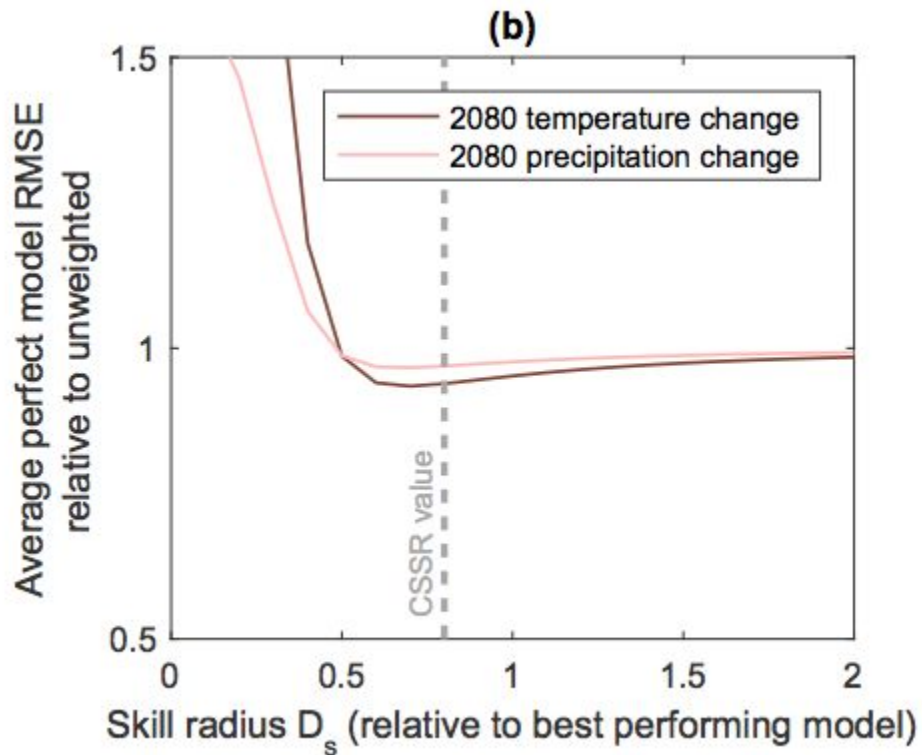 (b)
1.5
1
0.5
Average perfect model RMSE
relative to unweighted
2080 temperature change
2080 precipitation change
CSSR value
0
0.5
1
1.5
2
Skill radius D_s (relative to best performing model)